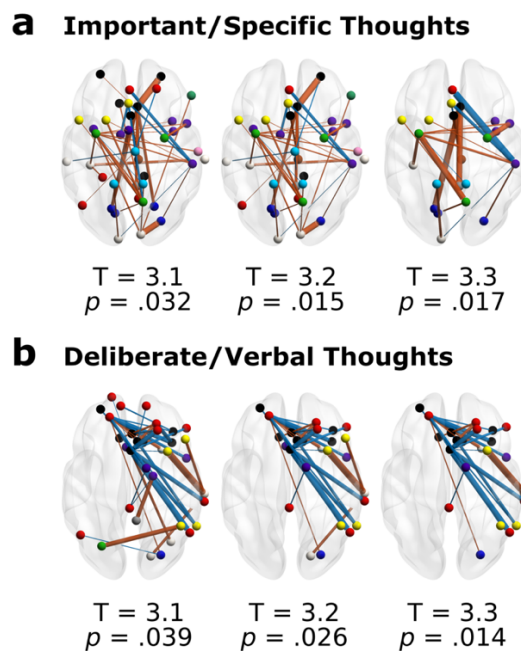 a Important/Specific Thoughts
T = 3.1 T = 3.2 T = 3.3
p = .032 p = .015 p = .017
b Deliberate/Verbal Thoughts
T = 3.1 T = 3.2 T = 3.3
p = .039 p = .026 p = .014